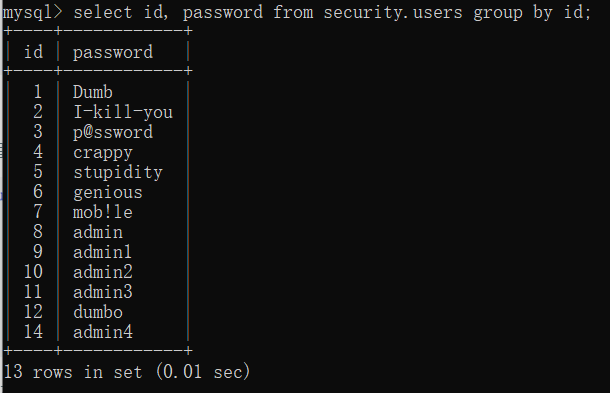 mysql> select id, password from security.users group by id;
+----+------------+
| id | password   |
+----+------------+
|  1 | Dumb       |
|  2 | I-kill-you |
|  3 | p@ssword   |
|  4 | crappy     |
|  5 | stupidity  |
|  6 | genious    |
|  7 | mob!le     |
|  8 | admin      |
|  9 | admin1     |
| 10 | admin2     |
| 11 | admin3     |
| 12 | dumbo      |
| 14 | admin4     |
+----+------------+
13 rows in set (0.01 sec)